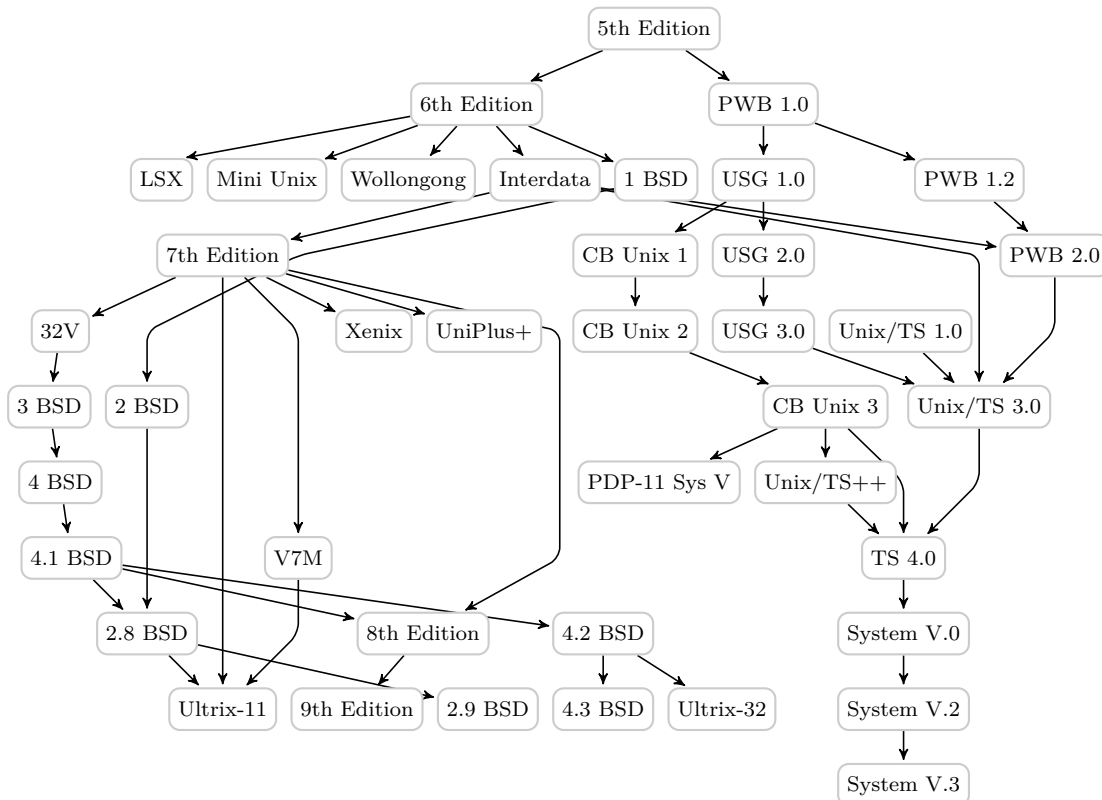 5th Edition
6th Edition
PWB 1.0
LSX
Mini Unix
Wollongong
Interdata
1 BSD
USG 1.0
PWB 1.2
7th Edition
CB Unix 1
USG 2.0
PWB 2.0
32V
Xenix
UniPlus+
CB Unix 2
USG 3.0
Unix/TS 1.0
3 BSD
2 BSD
CB Unix 3
Unix/TS 3.0
4 BSD
PDP-11 Sys V
Unix/TS++
4.1 BSD
V7M
TS 4.0
2.8 BSD
8th Edition
4.2 BSD
System V.0
Ultrix-11
9th Edition
2.9 BSD
4.3 BSD
Ultrix-32
System V.2
System V.3